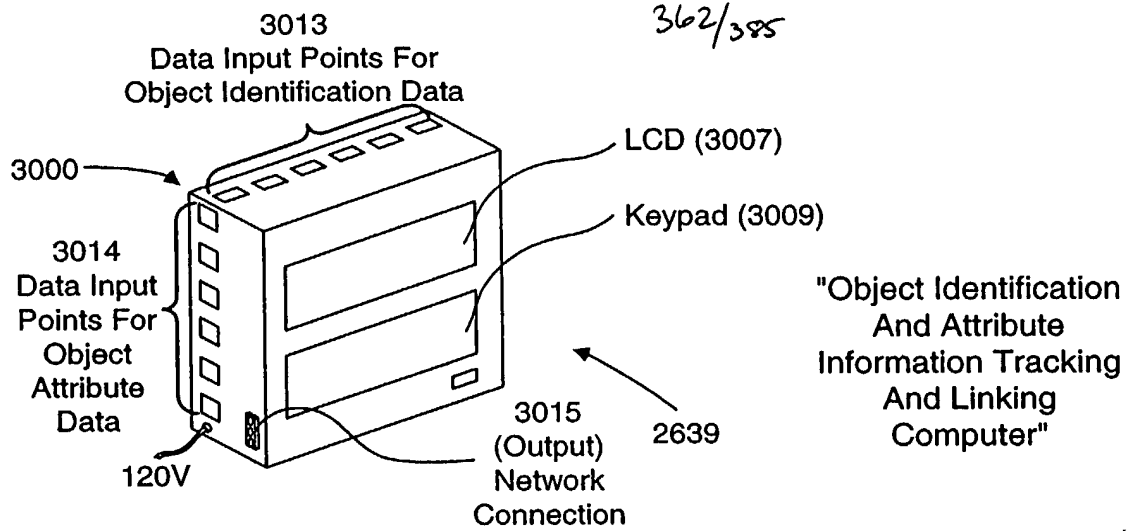 362/385
3013
Data Input Points For
Object Identification Data
LCD (3007)
3000
Keypad (3009)
3014
Data Input
Points For
Object
Attribute
Data
"Object Identification
And Attribute
Information Tracking
And Linking
Computer"
3015
(Output)
Network
Connection
2639
120V